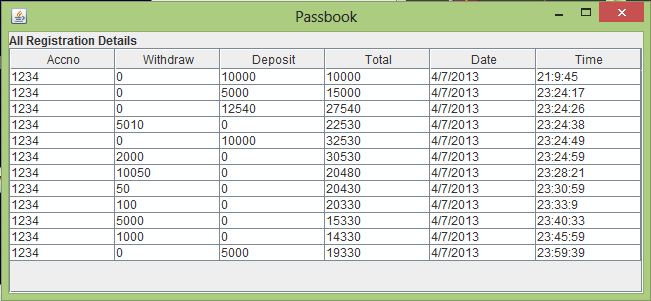 Passbook
All Registration Details
Accno Withdraw Deposit Total Date Time
1234 0 10000 10000 4/7/2013 21:9:45
1234 0 5000 15000 4/7/2013 23:24:17
1234 0 12540 27540 4/7/2013 23:24:26
1234 5010 0 22530 4/7/2013 23:24:38
1234 0 10000 32530 4/7/2013 23:24:49
1234 2000 0 30530 4/7/2013 23:24:59
1234 10050 0 20480 4/7/2013 23:28:21
1234 50 0 20430 4/7/2013 23:30:59
1234 100 0 20330 4/7/2013 23:33:9
1234 5000 0 15330 4/7/2013 23:40:33
1234 1000 0 14330 4/7/2013 23:45:59
1234 0 5000 19330 4/7/2013 23:59:39